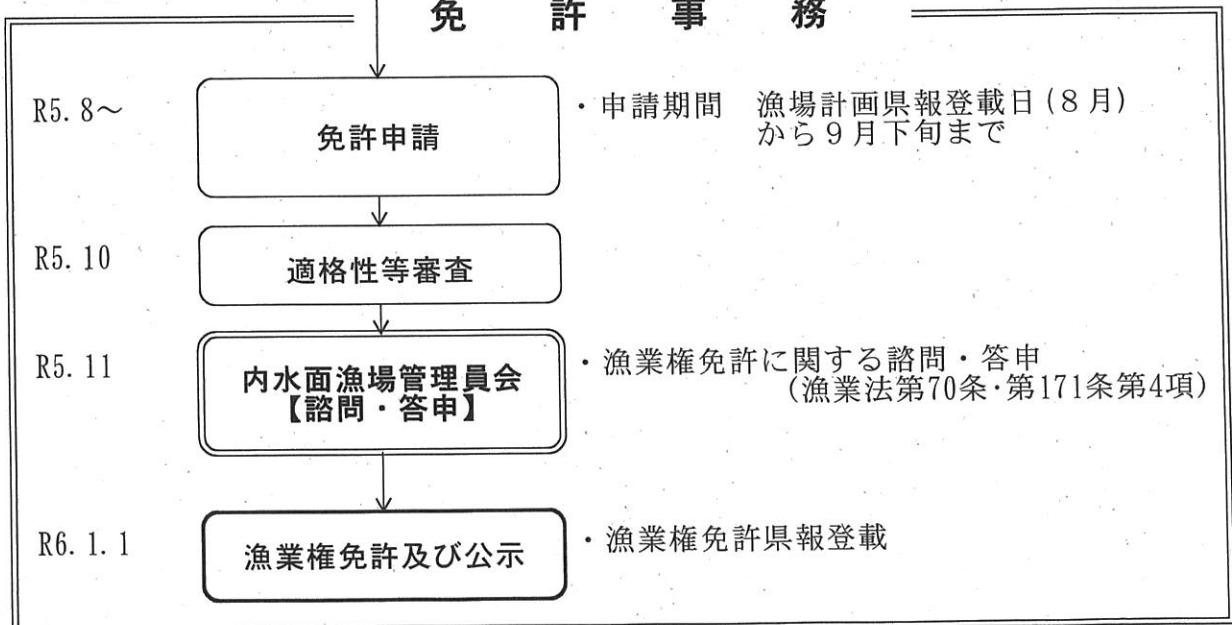 免許事務
R5.8～
免許申請
・申請期間　漁場計画県報登載日(８月)
から９月下旬まで
R5.10
適格性等審査
R5.11
内水面漁場管理員会
【諮問・答申】
・漁業権免許に関する諮問・答申
(漁業法第70条・第171条第4項)
R6.1.1
漁業権免許及び公示
・漁業権免許県報登載